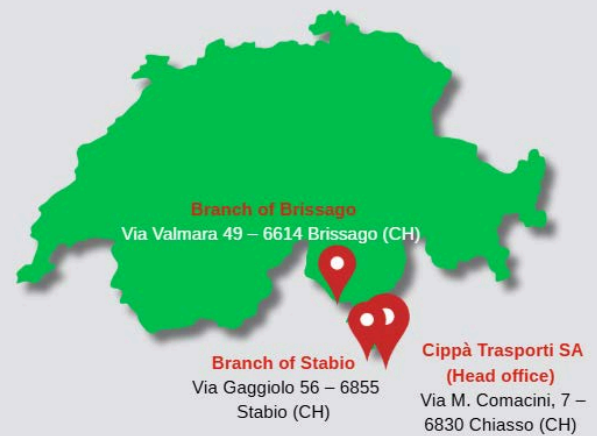 Branch of Brissago
Via Valmara 49 – 6614 Brissago (CH)
Branch of Stabio
Via Gaggiolo 56 – 6855
Stabio (CH)
Cippà Trasporti SA
(Head office)
Via M. Comacini, 7 –
6830 Chiasso (CH)